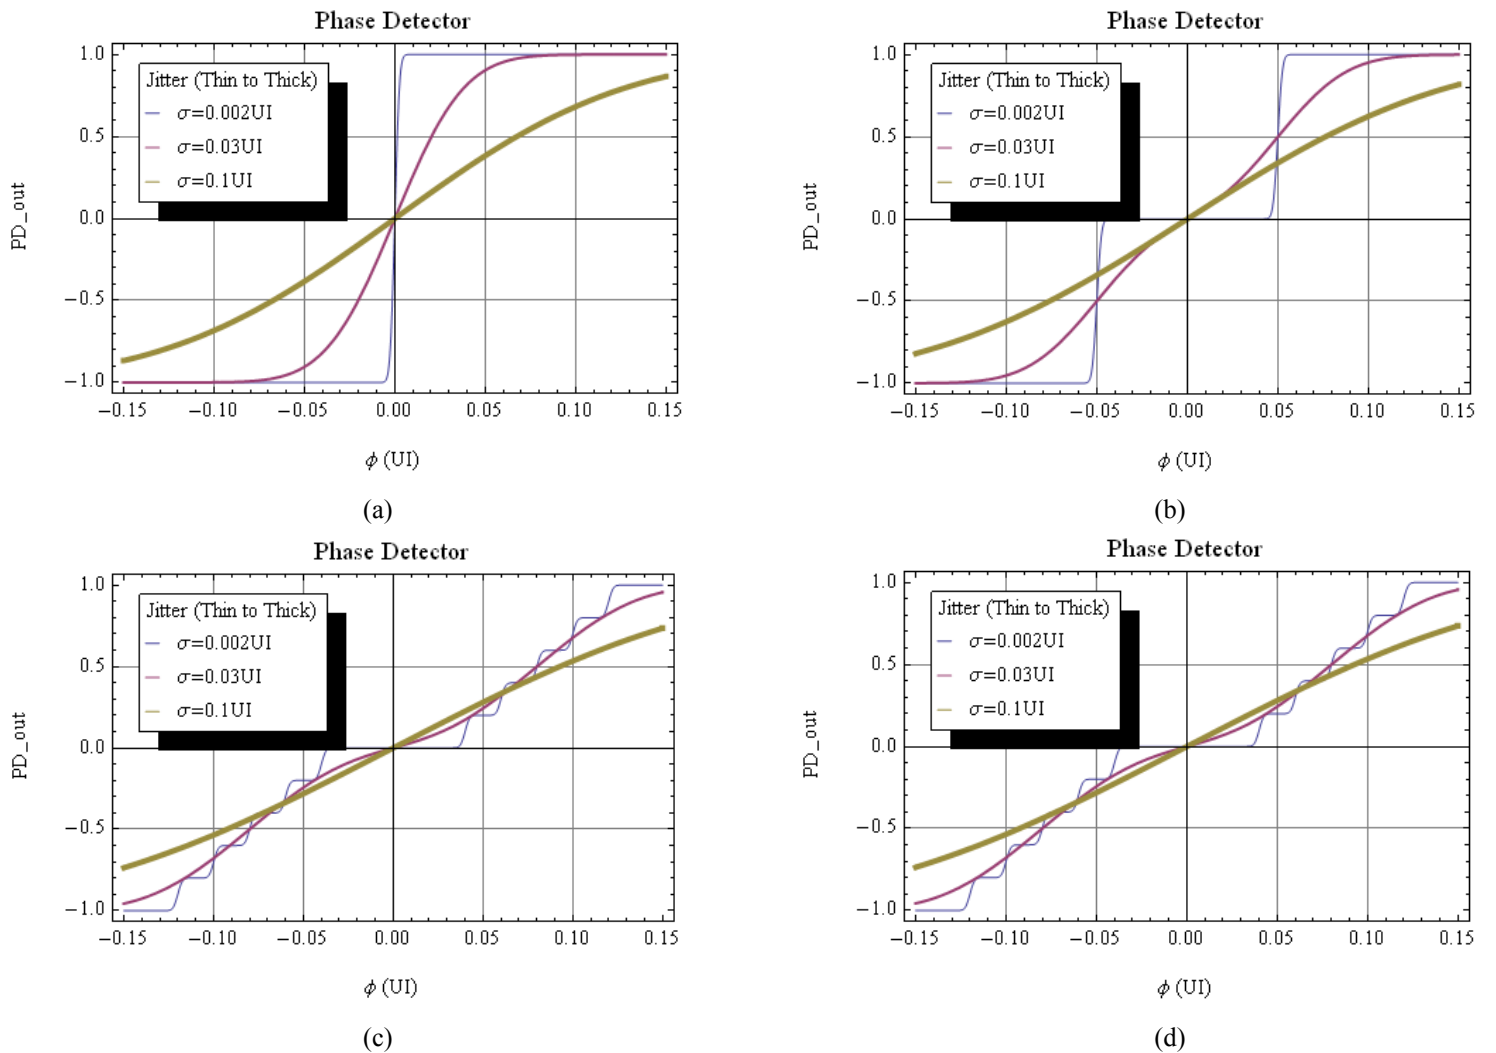 Phase Detector
1.0
0.5
0.0
−0.5
−1.0
PD_out
Jitter (Thin to Thick)
σ=0.002UI
σ=0.03UI
σ=0.1UI
−0.15 −0.10 −0.05 0.00 0.05 0.10 0.15
ϕ (UI)
(a)
Phase Detector
1.0
0.5
0.0
−0.5
−1.0
PD_out
Jitter (Thin to Thick)
σ=0.002UI
σ=0.03UI
σ=0.1UI
−0.15 −0.10 −0.05 0.00 0.05 0.10 0.15
ϕ (UI)
(b)
Phase Detector
1.0
0.5
0.0
−0.5
−1.0
PD_out
Jitter (Thin to Thick)
σ=0.002UI
σ=0.03UI
σ=0.1UI
−0.15 −0.10 −0.05 0.00 0.05 0.10 0.15
ϕ (UI)
(c)
Phase Detector
1.0
0.5
0.0
−0.5
−1.0
PD_out
Jitter (Thin to Thick)
σ=0.002UI
σ=0.03UI
σ=0.1UI
−0.15 −0.10 −0.05 0.00 0.05 0.10 0.15
ϕ (UI)
(d)